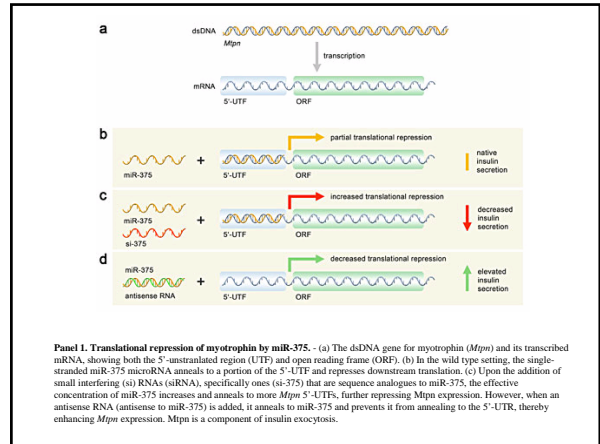 a
dsDNA
Mtpn
transcription
mRNA
5'-UTF
ORF
b
partial translational repression
miR-375
+
5'-UTF
ORF
native
insulin
secretion
c
increased translational repression
miR-375
si-375
+
5'-UTF
ORF
decreased
insulin
secretion
d
decreased translational repression
miR-375
antisense RNA
+
5'-UTF
ORF
elevated
insulin
secretion
Panel 1. Translational repression of myotrophin by miR-375. - (a) The dsDNA gene for myotrophin (Mtpn) and its transcribed
mRNA, showing both the 5'-unstranlated region (UTF) and open reading frame (ORF). (b) In the wild type setting, the single-
stranded miR-375 microRNA anneals to a portion of the 5'-UTF and represses downstream translation. (c) Upon the addition of
small interfering (si) RNAs (siRNA), specifically ones (si-375) that are sequence analogues to miR-375, the effective
concentration of miR-375 increases and anneals to more Mtpn 5'-UTFs, further repressing Mtpn expression. However, when an
antisense RNA (antisense to miR-375) is added, it anneals to miR-375 and prevents it from annealing to the 5'-UTR, thereby
enhancing Mtpn expression. Mtpn is a component of insulin exocytosis.